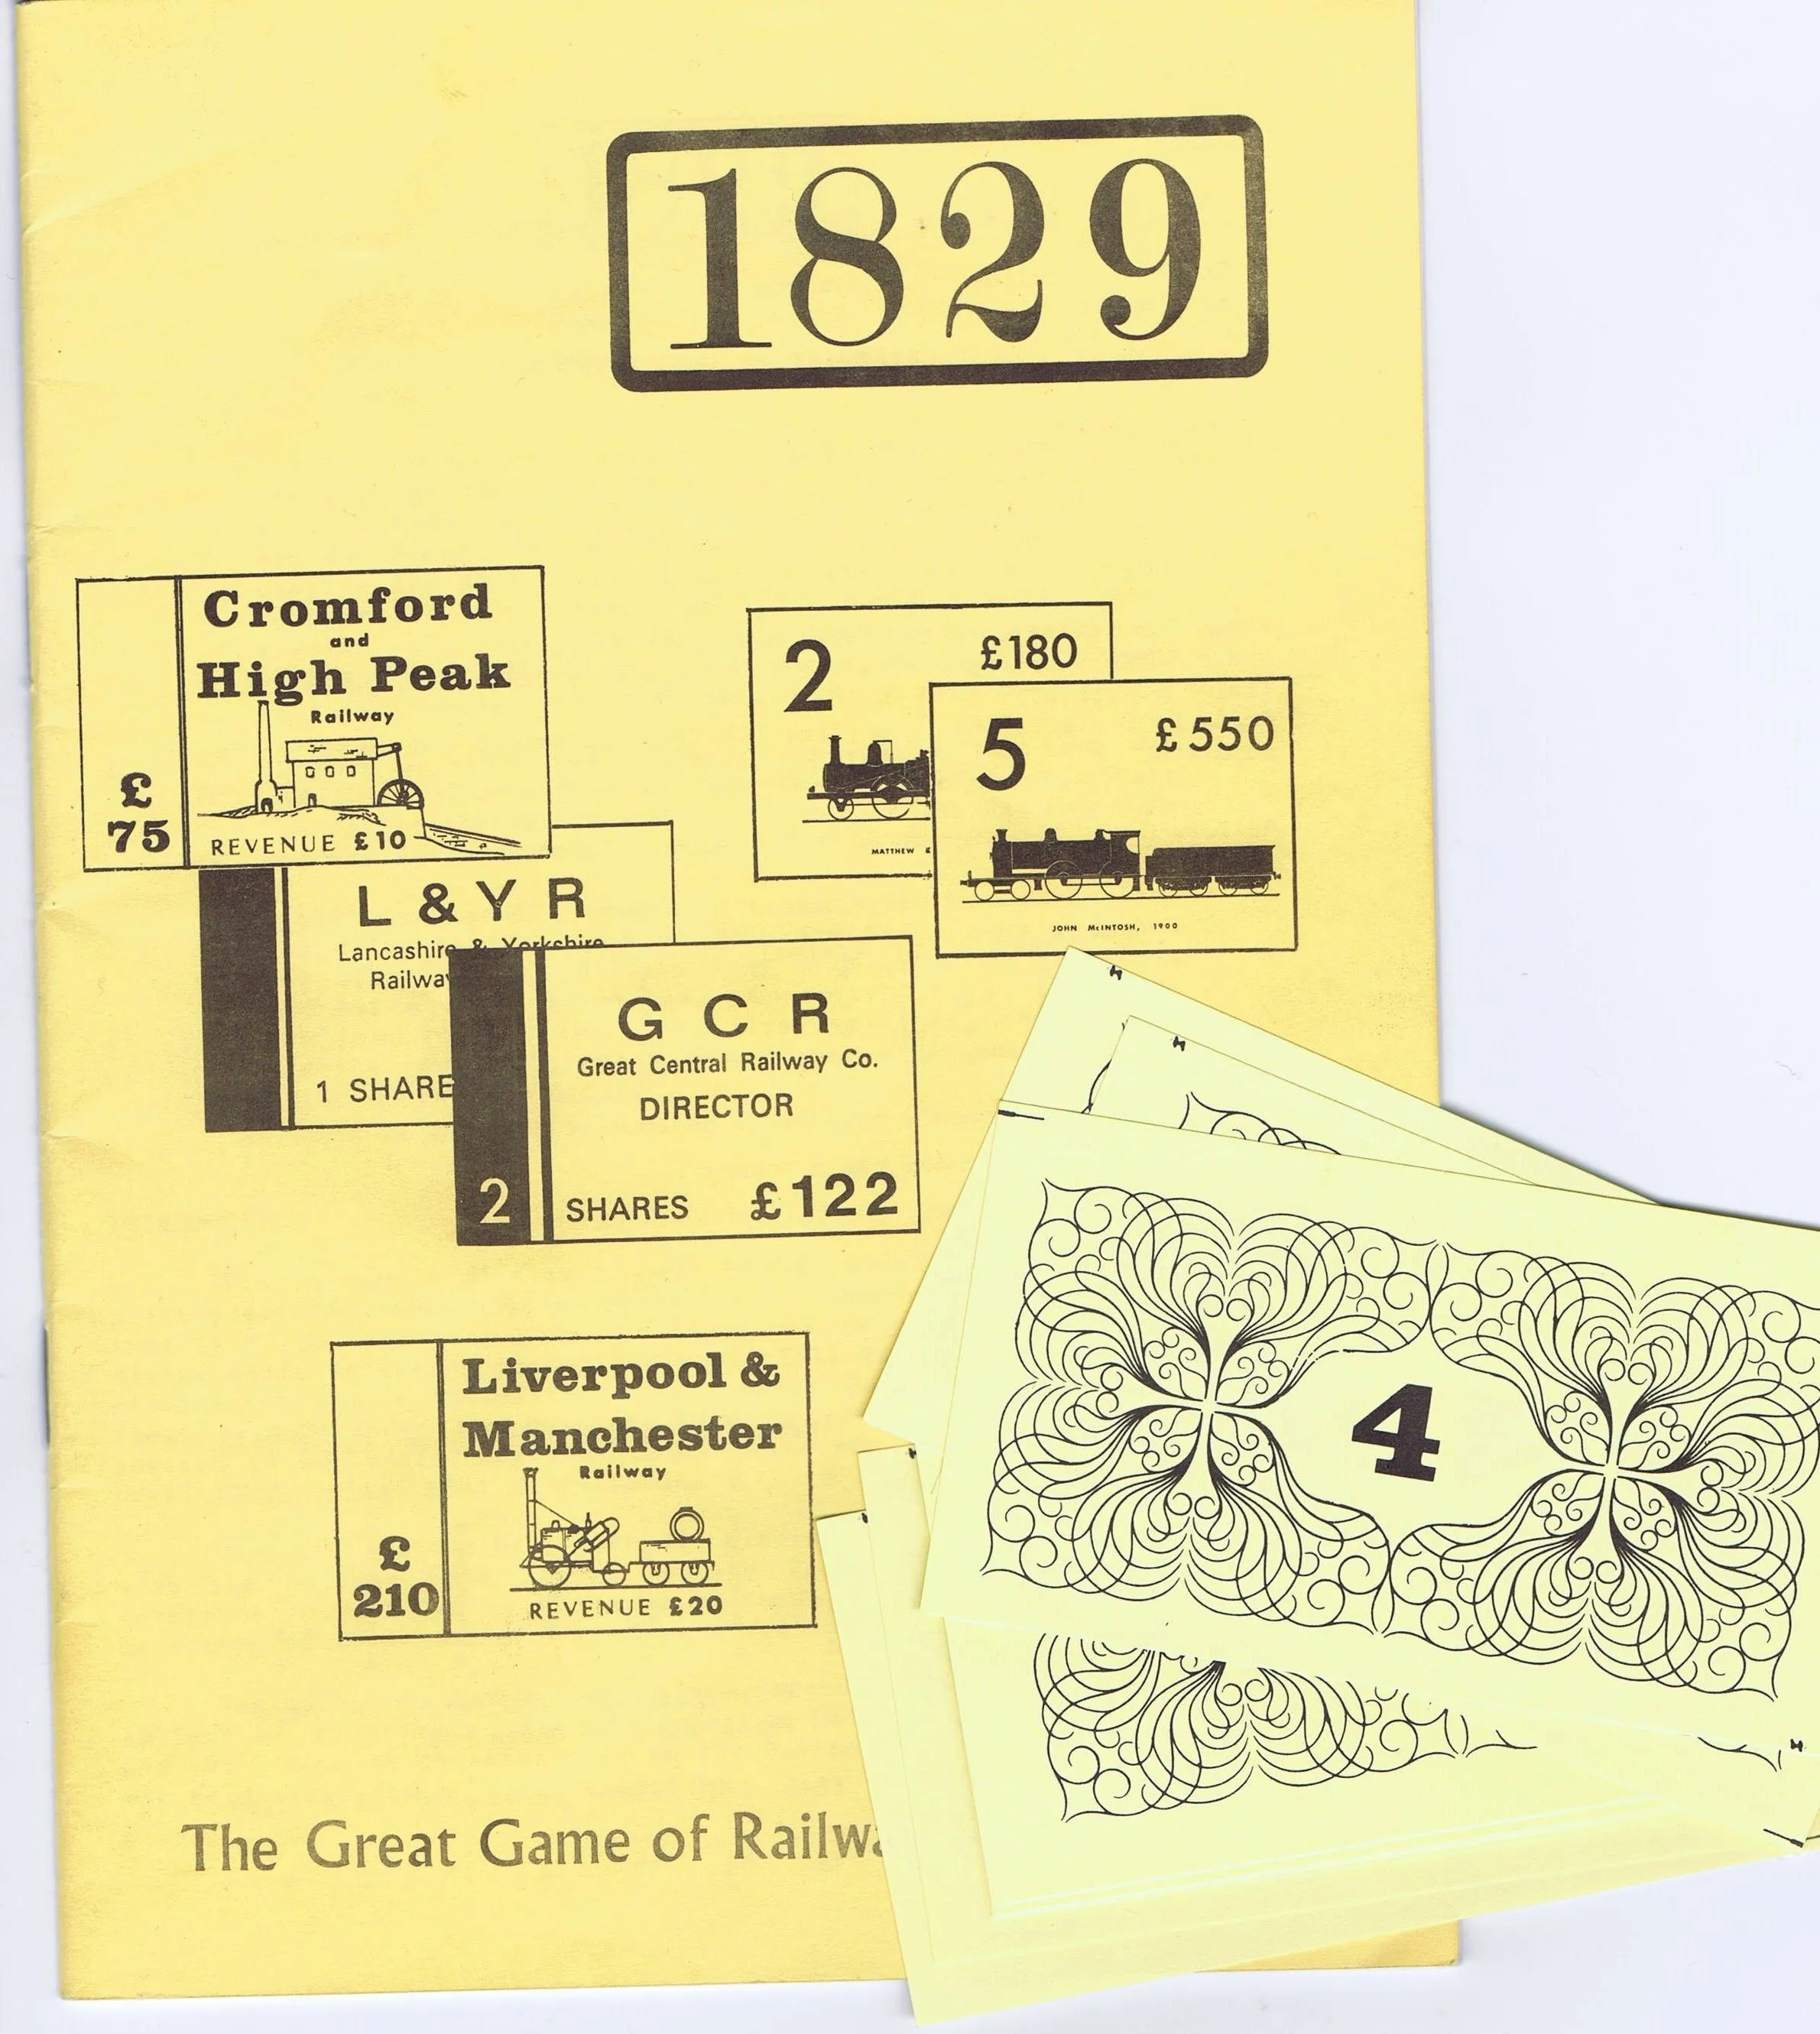 1829
Cromford
and
High Peak
Railway
£
75
REVENUE £10
2 £180
MATTHEW
5 £550
JOHN McINTOSH, 1900
L & Y R
Lancashire & Yorkshire
Railway
1 SHARE
G C R
Great Central Railway Co.
DIRECTOR
2 SHARES £122
Liverpool &
Manchester
Railway
£
210
REVENUE £20
4
The Great Game of Railwa